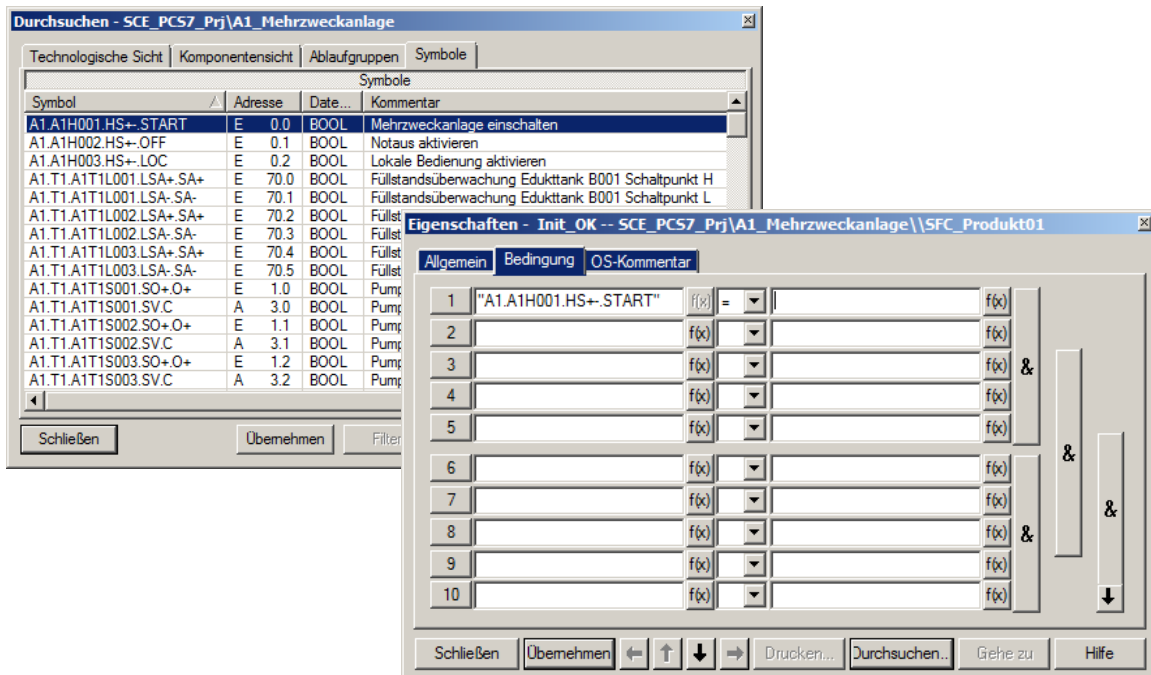 Durchsuchen - SCE_PCS7_Prj\A1_Mehrzweckanlage
Technologische Sicht Komponentensicht Ablaufgruppen Symbole
Symbole
Symbol Adresse Date... Kommentar
A1.A1H001.HS+-.START E 0.0 BOOL Mehrzweckanlage einschalten
A1.A1H002.HS+-.OFF E 0.1 BOOL Notaus aktivieren
A1.A1H003.HS+-.LOC E 0.2 BOOL Lokale Bedienung aktivieren
A1.T1.A1T1L001.LSA+.SA+ E 70.0 BOOL Füllstandsüberwachung Edukttank B001 Schaltpunkt H
A1.T1.A1T1L001.LSA-.SA- E 70.1 BOOL Füllstandsüberwachung Edukttank B001 Schaltpunkt L
A1.T1.A1T1L002.LSA+.SA+ E 70.2 BOOL Füllst
A1.T1.A1T1L002.LSA-.SA- E 70.3 BOOL Füllst
A1.T1.A1T1L003.LSA+.SA+ E 70.4 BOOL Füllst
A1.T1.A1T1L003.LSA-.SA- E 70.5 BOOL Füllst
A1.T1.A1T1S001.SO+.O+ E 1.0 BOOL Pump
A1.T1.A1T1S001.SV.C A 3.0 BOOL Pump
A1.T1.A1T1S002.SO+.O+ E 1.1 BOOL Pump
A1.T1.A1T1S002.SV.C A 3.1 BOOL Pump
A1.T1.A1T1S003.SO+.O+ E 1.2 BOOL Pump
A1.T1.A1T1S003.SV.C A 3.2 BOOL Pump
Schließen Übernehmen Filter
Eigenschaften - Init_OK -- SCE_PCS7_Prj\A1_Mehrzweckanlage\\SFC_Produkt01
Allgemein Bedingung OS-Kommentar
1 "A1.A1H001.HS+-.START" f(x) = f(x)
2 f(x) f(x)
3 f(x) f(x) &
4 f(x) f(x)
5 f(x) f(x)
&
6 f(x) f(x)
7 f(x) f(x) &
8 f(x) f(x) &
9 f(x) f(x)
10 f(x) f(x)
Schließen Übernehmen Drucken... Durchsuchen... Gehe zu Hilfe